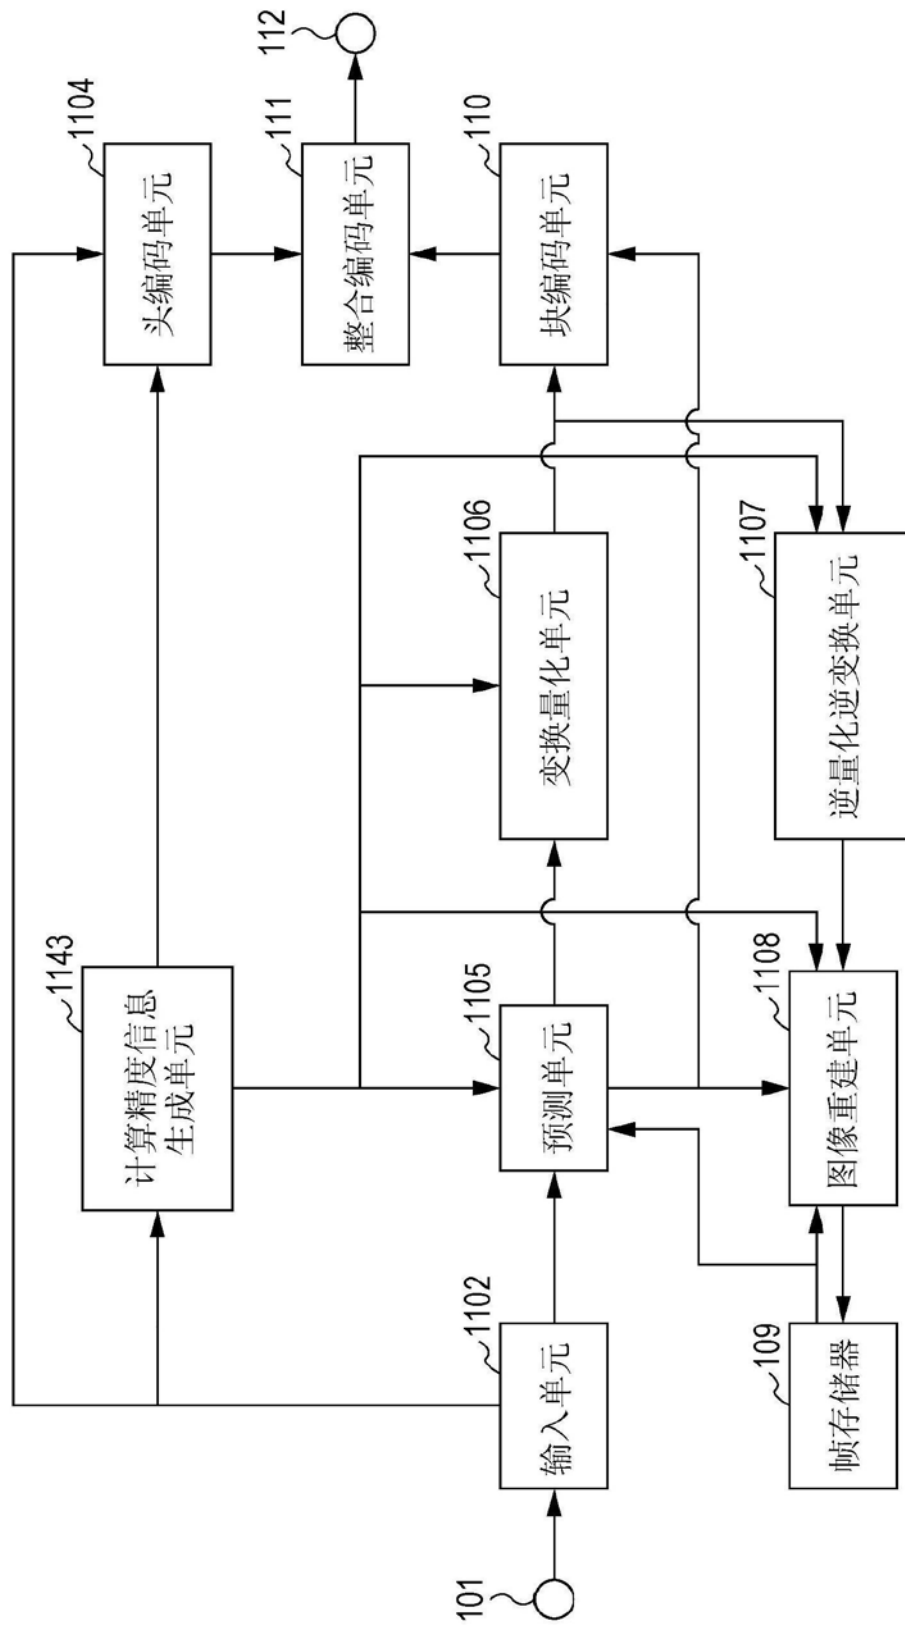 1104
头编码单元
112
111
整合编码单元
110
块编码单元
1143
计算精度信息
生成单元
1106
变换量化单元
1107
逆量化逆变换单元
1105
预测单元
1108
图像重建单元
1102
输入单元
109
帧存储器
101